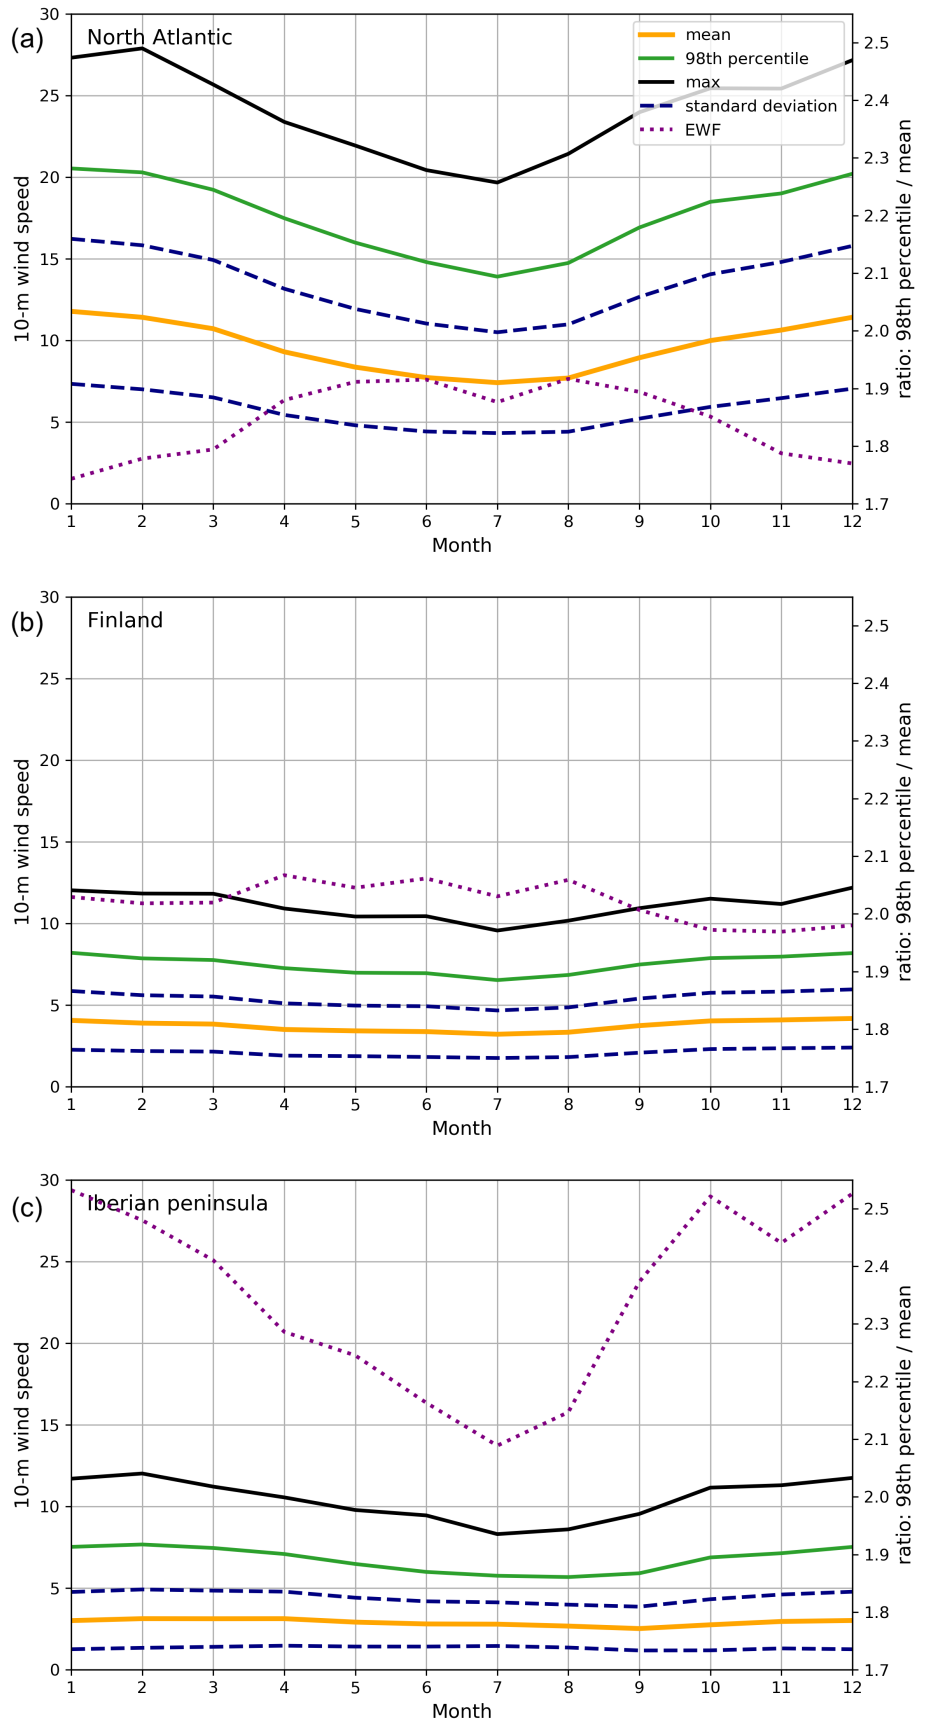 (a)
North Atlantic
mean
98th percentile
max
standard deviation
EWF
10-m wind speed
30
25
20
15
10
5
0
ratio: 98th percentile / mean
2.5
2.4
2.3
2.2
2.1
2.0
1.9
1.8
1.7
1 2 3 4 5 6 7 8 9 10 11 12
Month
(b)
Finland
10-m wind speed
30
25
20
15
10
5
0
ratio: 98th percentile / mean
2.5
2.4
2.3
2.2
2.1
2.0
1.9
1.8
1.7
1 2 3 4 5 6 7 8 9 10 11 12
Month
(c)
Iberian peninsula
10-m wind speed
30
25
20
15
10
5
0
ratio: 98th percentile / mean
2.5
2.4
2.3
2.2
2.1
2.0
1.9
1.8
1.7
1 2 3 4 5 6 7 8 9 10 11 12
Month